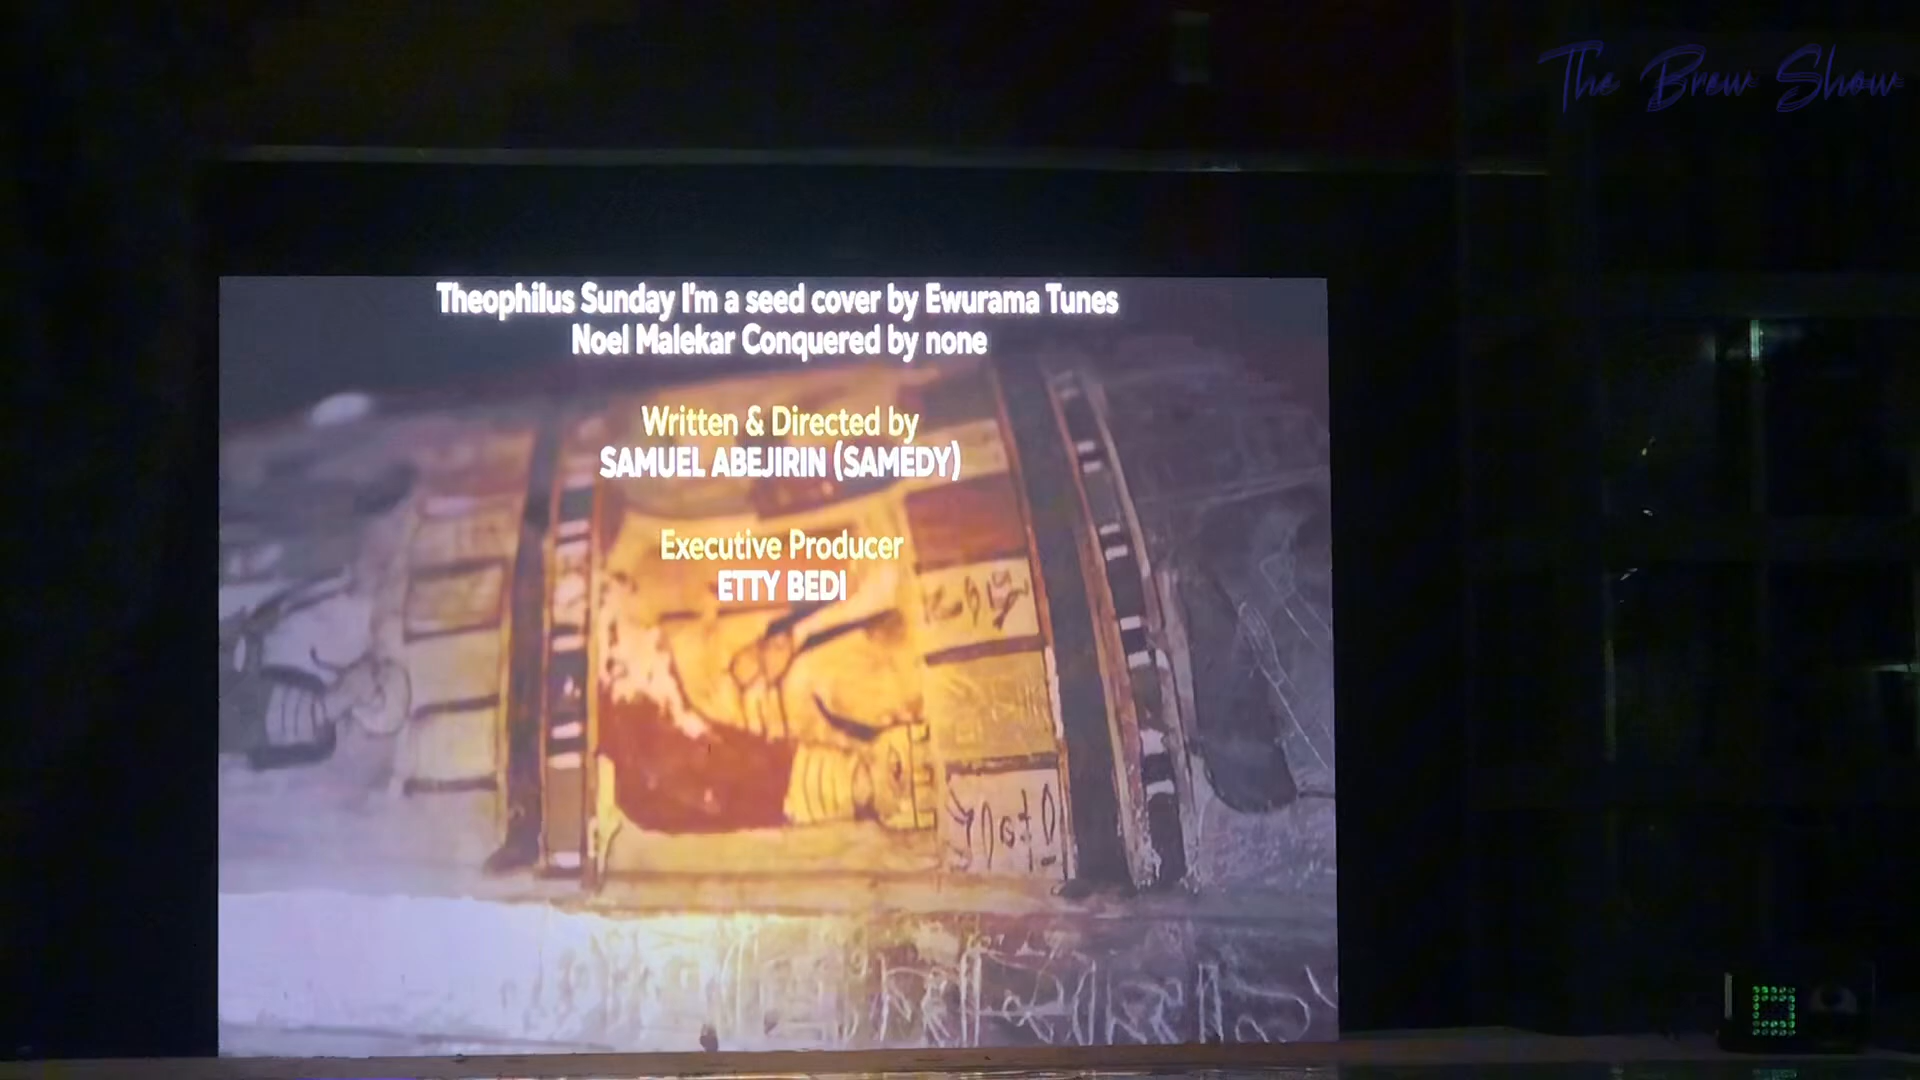 The Brew Show
Theophilus Sunday I'm a seed cover by Ewurama Tunes
Noel Malekar Conquered by none
Written & Directed by
SAMUEL ABEJIRIN (SAMEDY)
Executive Producer
ETTY BEDI